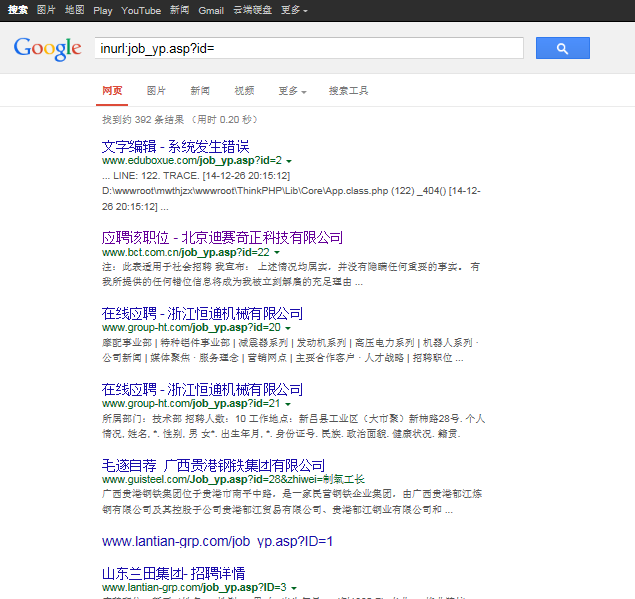 搜索 图片 地图 Play YouTube 新闻 Gmail 云端硬盘 更多
Google inurl:job_yp.asp?id=
网页 图片 新闻 视频 更多 搜索工具
找到约 392 条结果 （用时 0.20 秒）
文字编辑 - 系统发生错误
www.eduboxue.com/job_yp.asp?id=2
... LINE: 122. TRACE. [14-12-26 20:15:12]
D:\wwwroot\mwthjzx\wwwroot\ThinkPHP\Lib\Core\App.class.php (122) _404() [14-12-
26 20:15:12] ...
应聘该职位 - 北京迪赛奇正科技有限公司
www.bct.com.cn/job_yp.asp?id=22
注：此表适用于社会招聘 我宣布： 上述情况均属实，并没有隐瞒任何重要的事实。 有
我所提供的任何错位信息将成为我被立刻解雇的充足理由 ...
在线应聘 - 浙江恒迪机械有限公司
www.group-ht.com/job_yp.asp?id=20
摩配事业部 | 特种铝件事业部 | 减震器系列 | 发动机系列 | 高压电力系列 | 机器人系列 ·
公司新闻 | 媒体聚焦 · 服务理念 | 营销网点 | 主要合作客户 · 人才战略 | 招聘职位 ...
在线应聘 - 浙江恒迪机械有限公司
www.group-ht.com/job_yp.asp?id=21
所属部门：技术部 招聘人数：10 工作地点：新昌县工业区（大市聚）新柿路28号. 个人
情况. 姓名, *. 性别, 男 女*. 出生年月, *. 身份证号. 民族. 政治面貌. 健康状况. 籍贯.
毛遂自荐_广西贵港钢铁集团有限公司
www.guisteel.com/Job_yp.asp?id=28&zhiwei=制氧工长
广西贵港钢铁集团位于贵港市南平中路，是一家民营钢铁企业集团，由广西贵港郁江炼
钢有限公司及其控股子公司贵港郁江贸易有限公司、贵港郁江钢业有限公司和 ...
www.lantian-grp.com/job_yp.asp?ID=1
山东兰田集团- 招聘详情
www.lantian-grp.com/job_yp.asp?ID=3